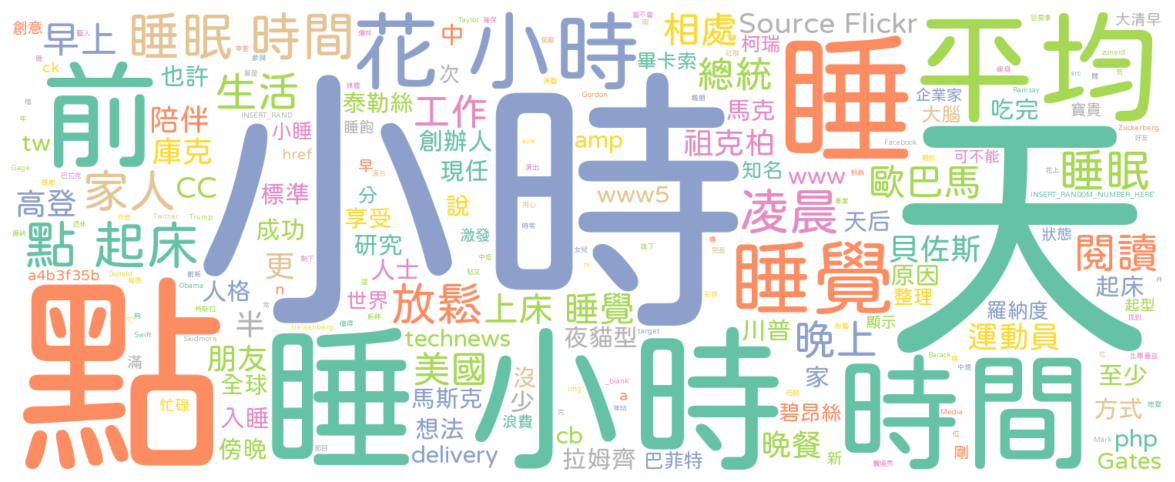 創意
早上
睡眠 時間
花 小時
中
次
相處
Source Flickr
柯瑞
畢卡索
大清早
平均
ck
也許
前
生活
泰勒絲
工作
總統
睡
企業家
大腦
吃完
寶貴
Zuckerberg
Facebook
Gordon
Ramsay
Taylor
zonerd
src
INSERT_RAND
tw
陪伴
庫克
小睡
睡飽
創辦人
amp
馬克
祖克柏
可不能
睡眠
href
現任
知名
www
歐巴馬
INSERT_RANDOM_NUMBER_HERE'
家人
CC
標準
早
分
說
www5
高登
享受
凌晨
天后
狀態
Gage
Twitter
Trump
點 起床
成功
研究
激發
小時
天
貝佐斯
閱讀
a4b3f35b
更
n
人士
女兒
睡覺
原因
整理
起床
起型
Donald
Obama
人格
世界
放鬆
上床 睡覺
羅納度
Swift
Skidmore
半
Heisenberg
target
夜貓型
川普
顯示
運動員
點
滿
朋友
technews
晚上
Barack
全球
睡 小時
美國
_blank'
沒
家
時間
至少
忙碌
入睡
馬斯克
img
少
a
碧昂絲
Media
方式
傍晚
想法
浪費
cb
晚餐
剛
php
節目
delivery
拉姆齊
巴菲特
新
Mark
Gates